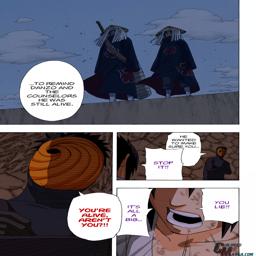 ...TO REMIND
DANZO AND
THE
COUNSELORS
HE WAS
STILL ALIVE.
HE
WANTED
TO MAKE
SURE YOU...
STOP
IT!!
YOU'RE
ALIVE,
AREN'T
YOU?!!
YOU
LIE!!
IT'S
ALL
A
BIG...